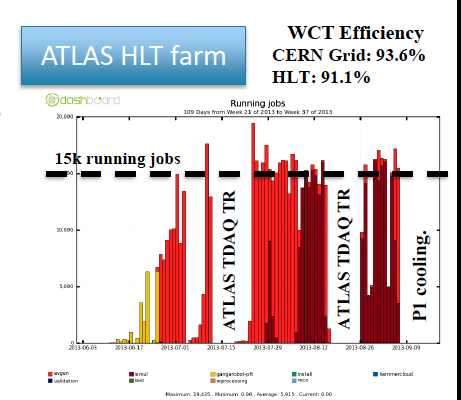 ATLAS HLT farm
WCT Efficiency
CERN Grid: 93.6%
HLT: 91.1%
dashboard
Running jobs
109 Days from Week 21 of 2013 to Week 37 of 2013
20,000
15k running jobs
10,000
5,000
ATLAS TDAQ TR
ATLAS TDAQ TR
P1 cooling.
2013-06-03 2013-06-17 2013-07-01 2013-07-15 2013-07-29 2013-08-12 2013-08-26 2013-09-09
evgen simul gangarobot-pft install hammercloud
validation test reprocessing reco
Maximum: 19,435 , Minimum: 0.00 , Average: 5,915 , Current: 0.00